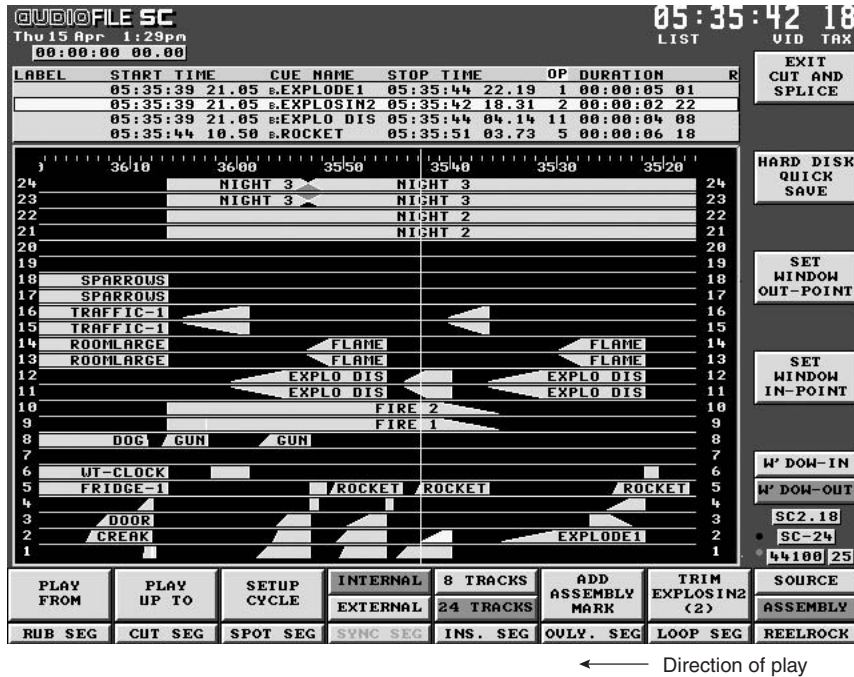 AUDIOFILE SC
05:35:42 18
Thu 15 Apr 1:29pm
LIST VID TAX
00:00:00 00.00
EXIT CUT AND SPLICE
LABEL START TIME CUE NAME STOP TIME OP DURATION R
05:35:39 21.05 B.EXPLODE1 05:35:44 22.19 1 00:00:05 01
05:35:39 21.05 B.EXPLOSIN2 05:35:42 18.31 2 00:00:02 22
05:35:39 21.05 B:EXPLO DIS 05:35:44 04.14 11 00:00:04 08
05:35:44 10.50 B.ROCKET 05:35:51 03.73 5 00:00:06 18
HARD DISK QUICK SAVE
36:10 36:00 35:50 35:40 35:30 35:20
24 NIGHT 3 NIGHT 3 24
23 NIGHT 3 NIGHT 3 23
22 NIGHT 2 22
21 NIGHT 2 21
20 20
19 19
18 SPARROWS 18
17 SPARROWS 17
SET WINDOW OUT-POINT
16 TRAFFIC-1 16
15 TRAFFIC-1 15
14 ROOMLARGE FLAME FLAME 14
13 ROOMLARGE FLAME FLAME 13
12 EXPLO DIS EXPLO DIS 12
11 EXPLO DIS EXPLO DIS 11
SET WINDOW IN-POINT
10 FIRE 2 10
9 FIRE 1 9
8 DOG GUN GUN 8
7 7
6 WT-CLOCK 6
5 FRIDGE-1 ROCKET ROCKET ROCKET 5
4 4
3 DOOR 3
2 CREAK EXPLODE1 2
1 1
W'DOW-IN
W'DOW-OUT
SC2.18
SC-24
44100 25
PLAY FROM
PLAY UP TO
SETUP CYCLE
INTERNAL
EXTERNAL
8 TRACKS
24 TRACKS
ADD ASSEMBLY MARK
TRIM EXPLOSIN2 (2)
SOURCE
ASSEMBLY
RUB SEG CUT SEG SPOT SEG SYNC SEG INS. SEG OVLY. SEG LOOP SEG REELROCK
Direction of play